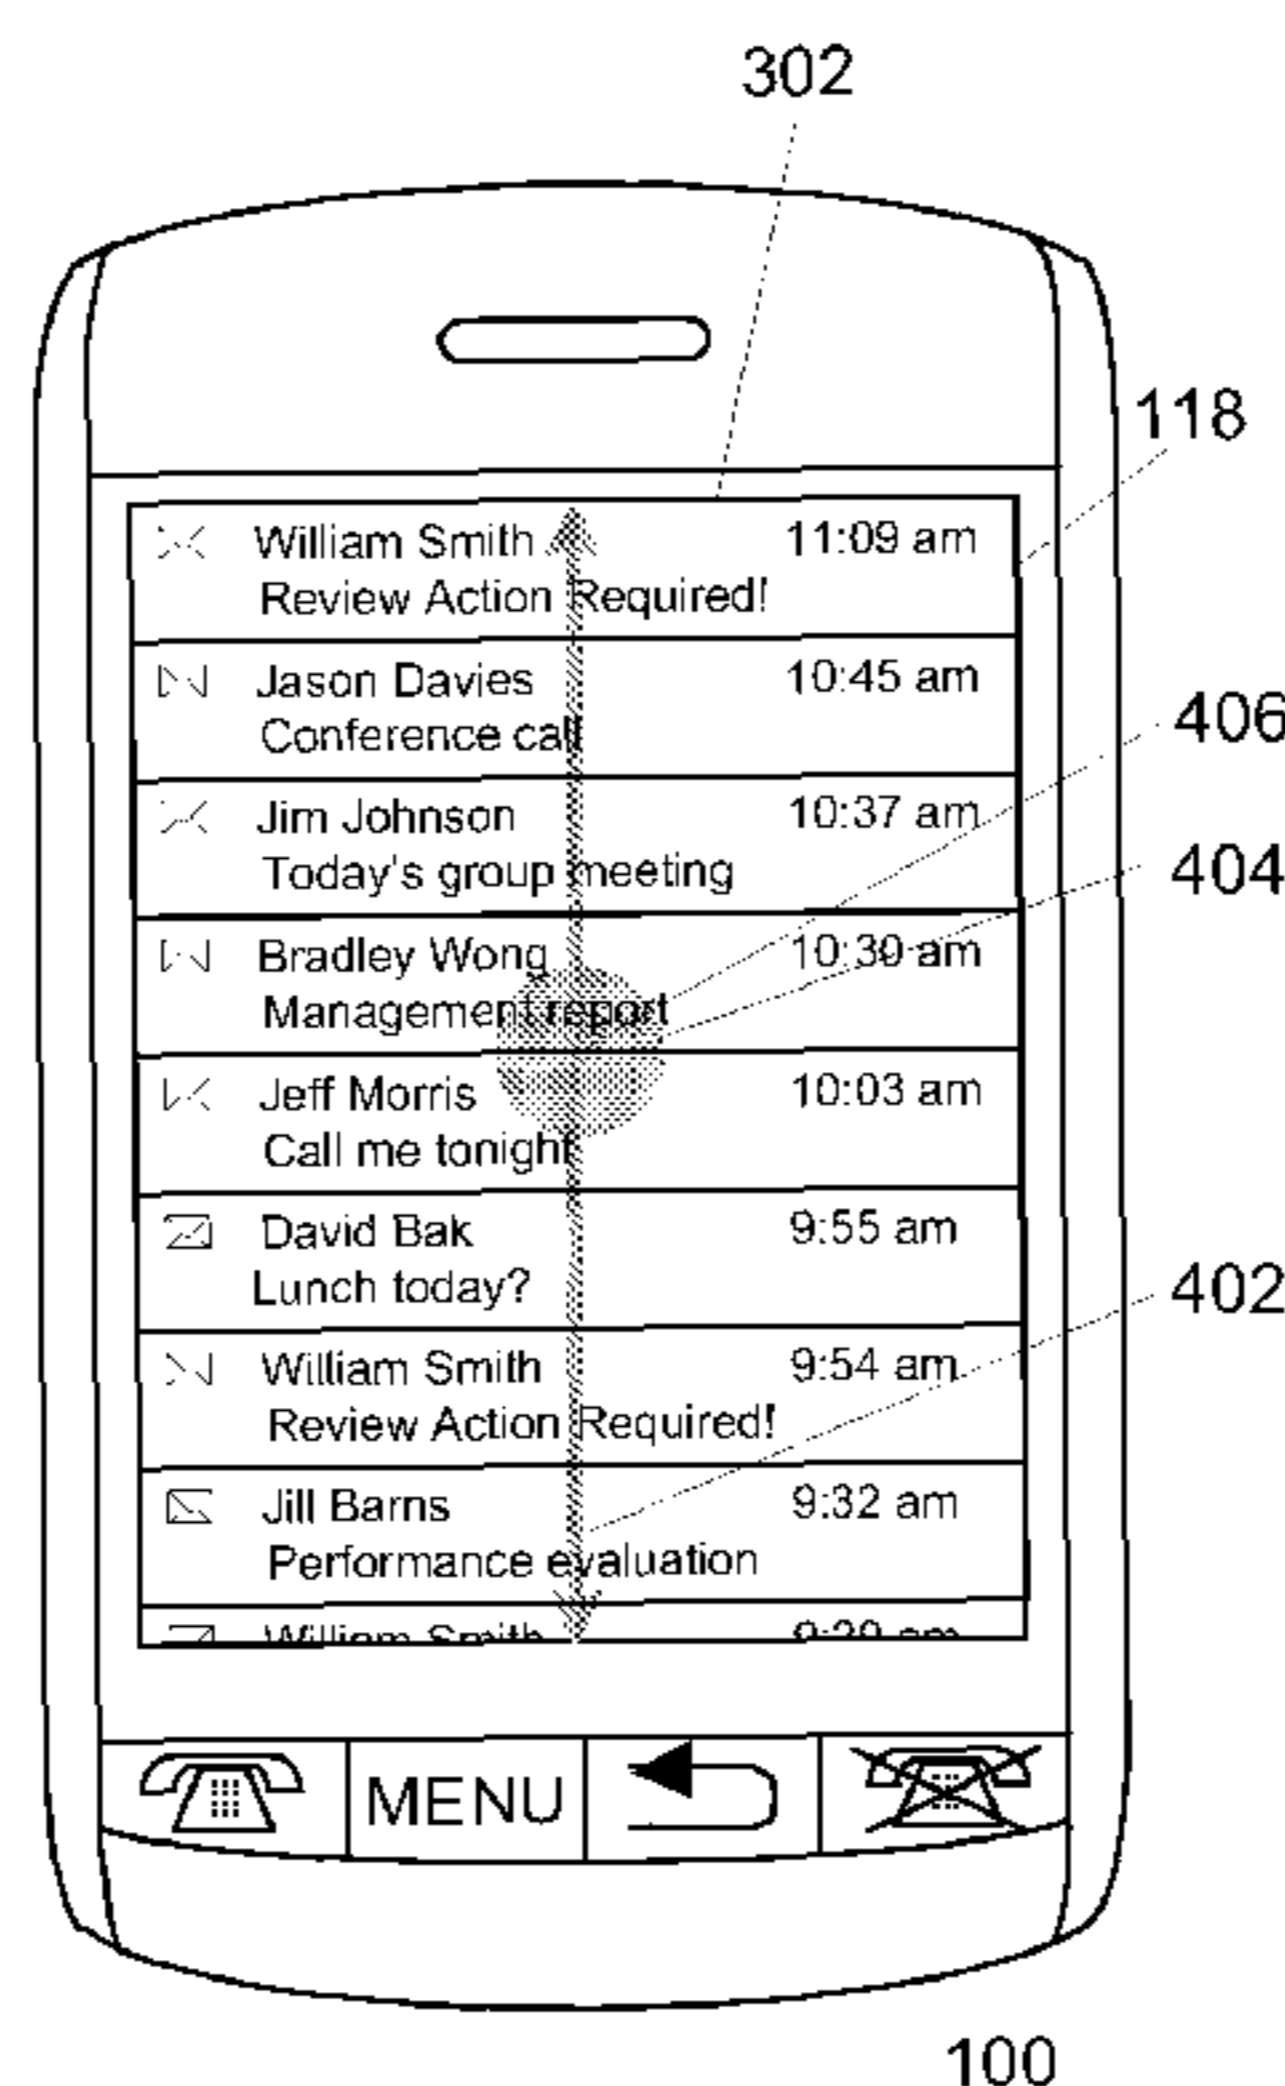 302
118
William Smith 11:09 am
Review Action Required!
Jason Davies 10:45 am
Conference call
406
Jim Johnson 10:37 am
Today's group meeting
404
Bradley Wong 10:30 am
Management report
Jeff Morris 10:03 am
Call me tonight
David Bak 9:55 am
Lunch today?
402
William Smith 9:54 am
Review Action Required!
Jill Barns 9:32 am
Performance evaluation
William Smith
MENU
100